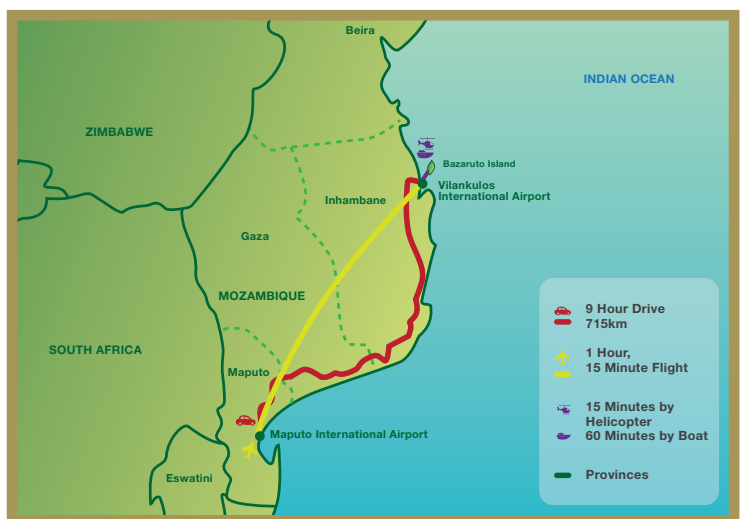 Beira
INDIAN OCEAN
ZIMBABWE
Bazaruto Island
Vilankulos
International Airport
Inhambane
Gaza
MOZAMBIQUE
SOUTH AFRICA
Maputo
Maputo International Airport
Eswatini
9 Hour Drive
715km
1 Hour,
15 Minute Flight
15 Minutes by
Helicopter
60 Minutes by Boat
Provinces